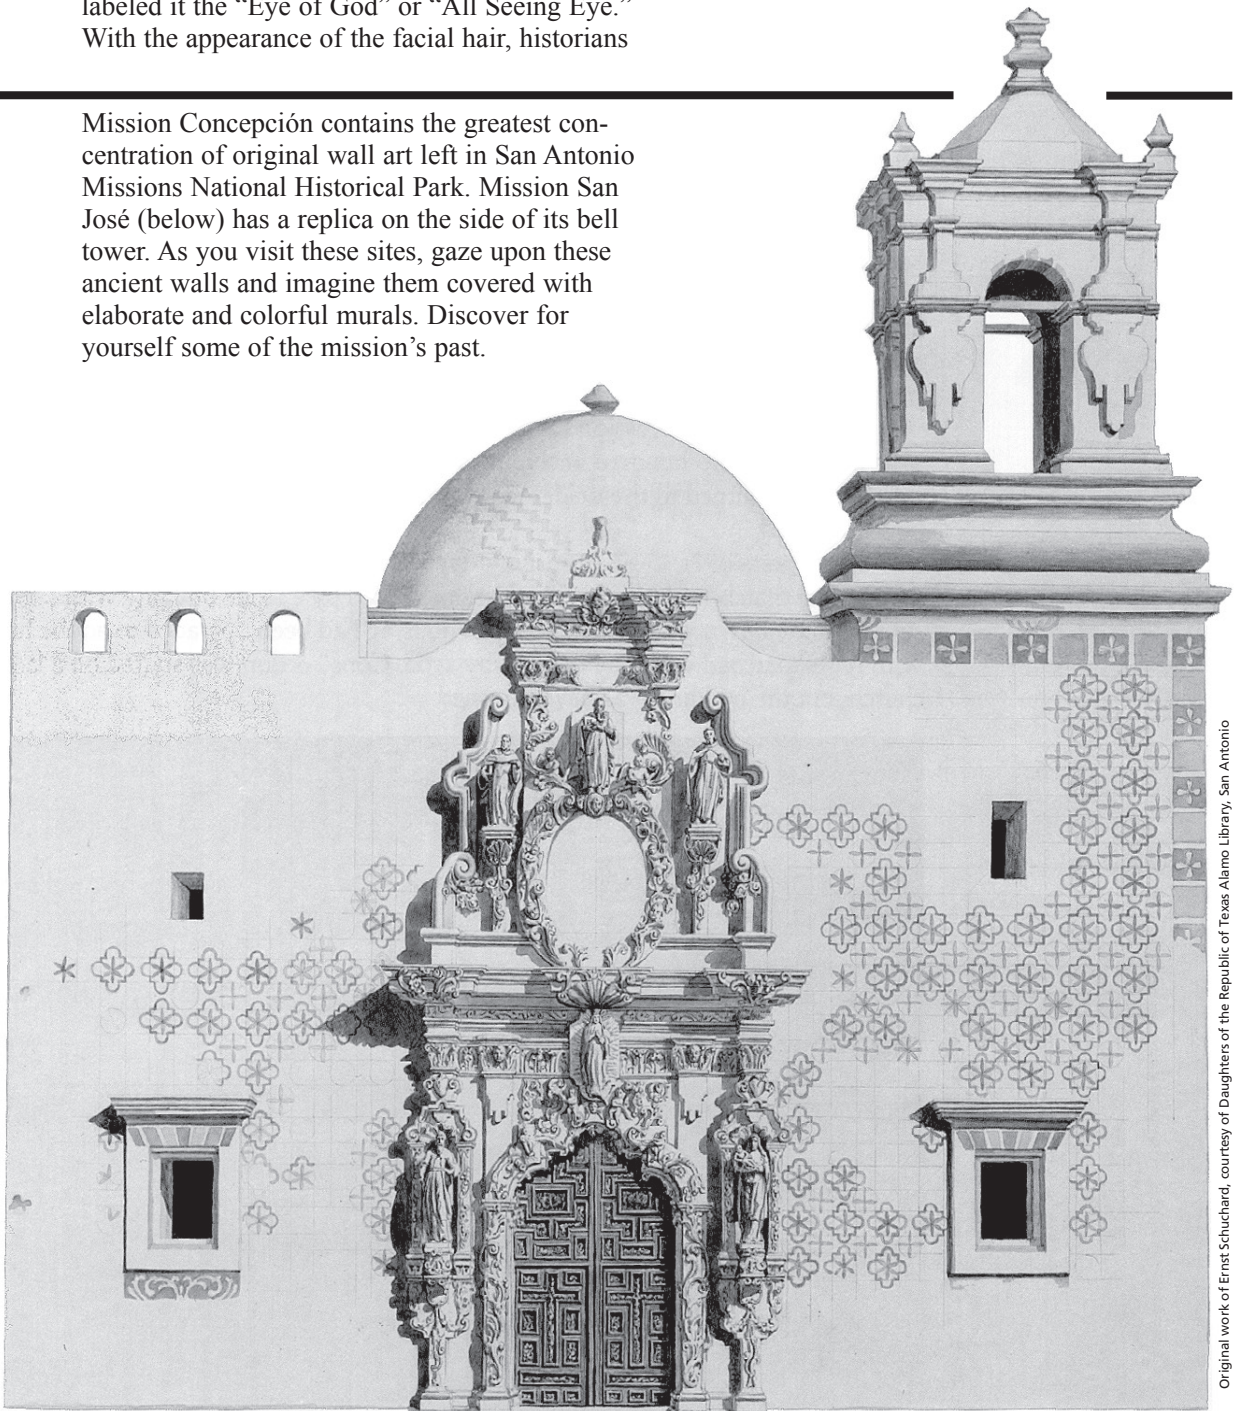 labeled it the “Eye of God” or “All Seeing Eye.”
With the appearance of the facial hair, historians
Mission Concepción contains the greatest con-
centration of original wall art left in San Antonio
Missions National Historical Park. Mission San
José (below) has a replica on the side of its bell
tower. As you visit these sites, gaze upon these
ancient walls and imagine them covered with
elaborate and colorful murals. Discover for
yourself some of the mission’s past.
Original work of Ernst Schuchard, courtesy of Daughters of the Republic of Texas Alamo Library, San Antonio